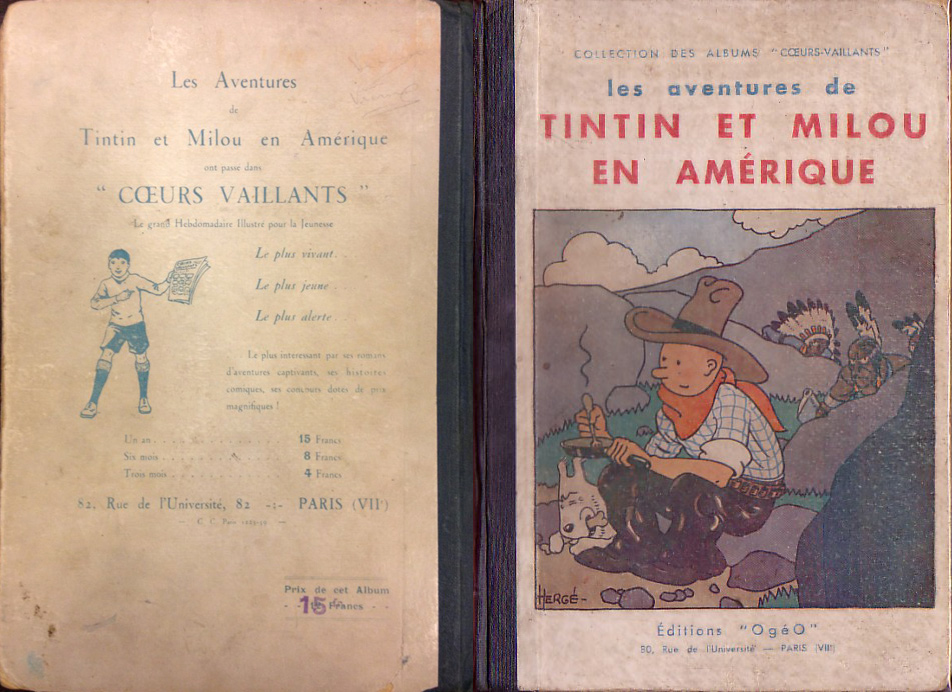 Les Aventures
de
Tintin et Milou en Amérique
ont passé dans
" CŒURS VAILLANTS "
Le grand Hebdomadaire Illustré pour la Jeunesse
Le plus vivant.
Le plus jeune.
Le plus alerte.
Le plus intéressant par ses romans
d'aventures captivants, ses histoires
comiques, ses concours dotés de prix
magnifiques !
Un an . . . . . . . . . . . . . . . 15 Francs
Six mois . . . . . . . . . . . . . . 8 Francs
Trois mois . . . . . . . . . . . . . 4 Francs
82, Rue de l'Université, 82 -:- PARIS (VIIe)
— C. C. Paris —
Prix de cet Album
15 Francs
COLLECTION DES ALBUMS "CŒURS-VAILLANTS"
les aventures de
TINTIN ET MILOU
EN AMÉRIQUE
HERGÉ-
Éditions "OgéO"
80, Rue de l'Université — PARIS (VIIe)